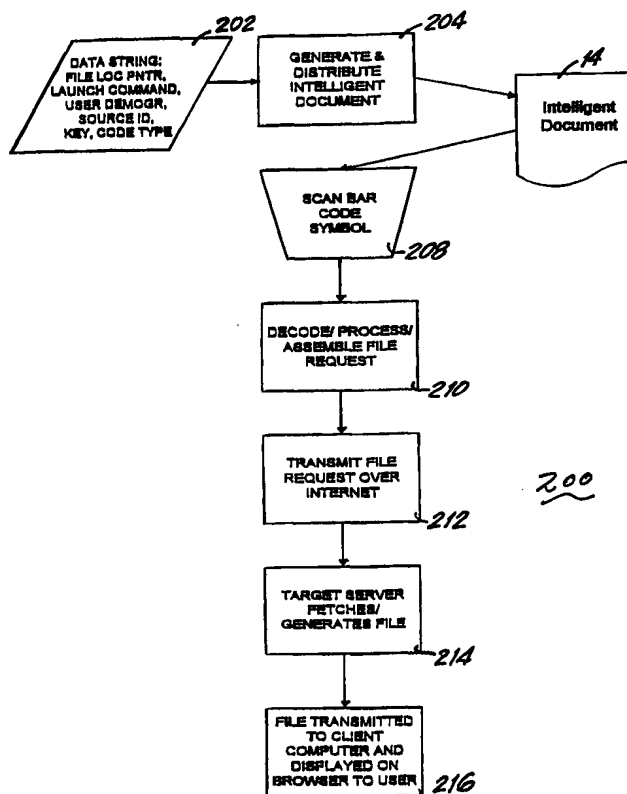 202
DATA STRING:
FILE LOC PNTR,
LAUNCH COMMAND,
USER DEMOGR,
SOURCE ID,
KEY, CODE TYPE
204
GENERATE &
DISTRIBUTE
INTELLIGENT
DOCUMENT
14
Intelligent
Document
SCAN BAR
CODE
SYMBOL
208
DECODE/ PROCESS/
ASSEMBLE FILE
REQUEST
210
TRANSMIT FILE
REQUEST OVER
INTERNET
212
200
TARGET SERVER
FETCHES/
GENERATES FILE
214
FILE TRANSMITTED
TO CLIENT
COMPUTER AND
DISPLAYED ON
BROWSER TO USER
216